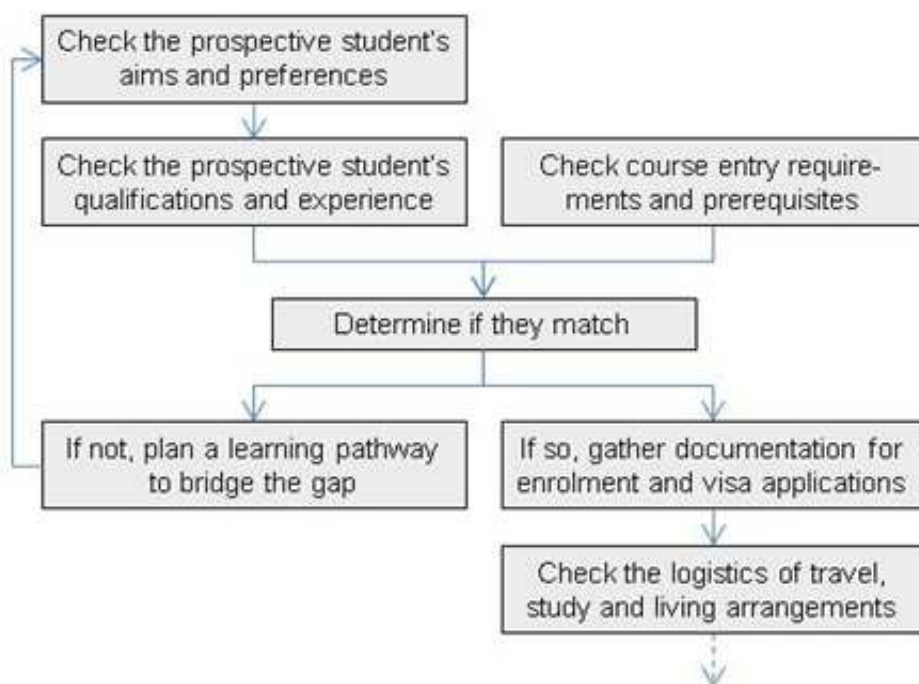 Check the prospective student's
aims and preferences
Check the prospective student's
qualifications and experience
Check course entry require-
ments and prerequisites
Determine if they match
If not, plan a learning pathway
to bridge the gap
If so, gather documentation for
enrolment and visa applications
Check the logistics of travel,
study and living arrangements